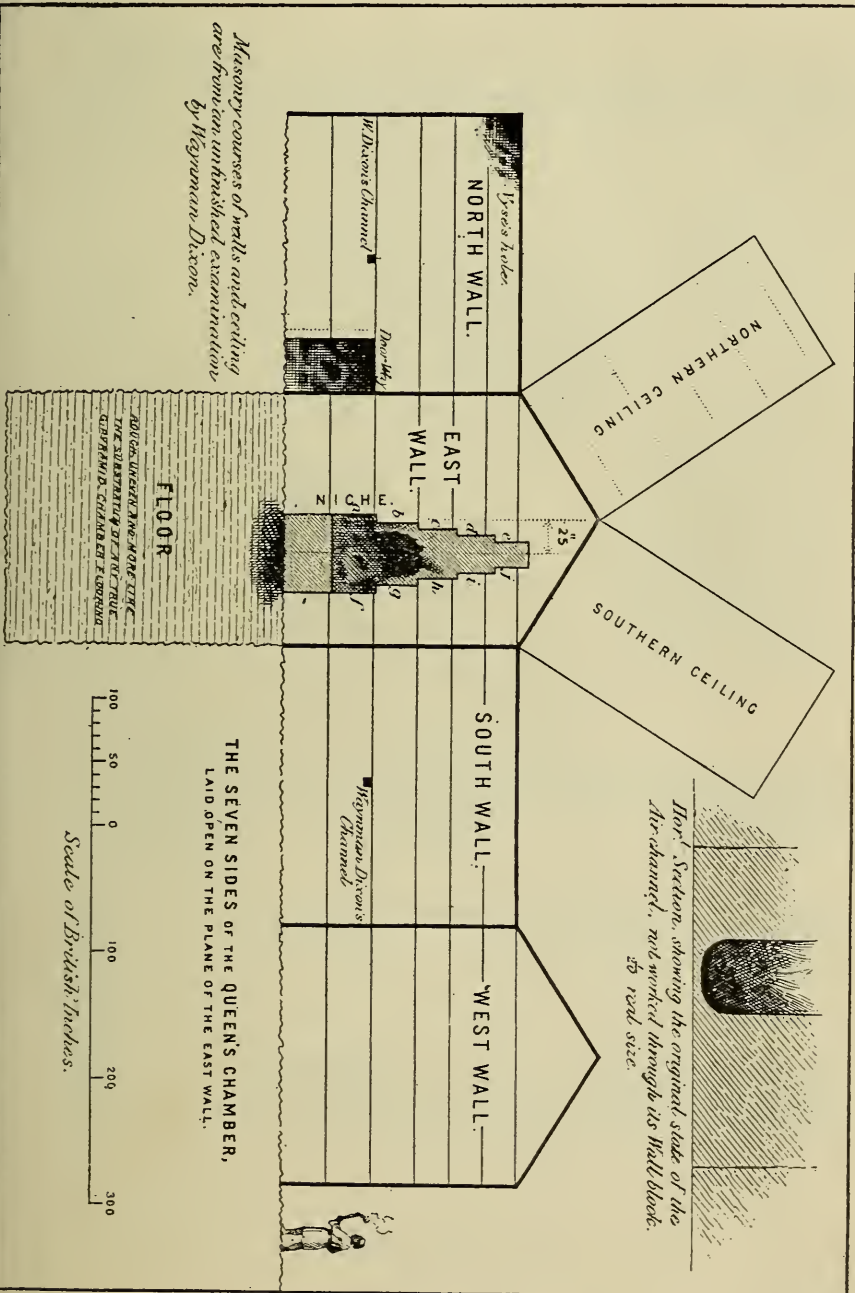 Masonry courses of walls and ceiling
are from an unfinished examination
by Waynman Dixon.
Vyse's hole.
NORTH WALL.
W. Dixon's Channel
Door Way
NORTHERN CEILING
SOUTHERN CEILING
EAST
WALL.
NICHE.
a
b
c
d
e
f
g
h
i
j
25"
FLOOR
ROUGH, UNEVEN AND MORE LIKE
THE SUBSTRATUM OF ANY TRUE
G. PYRAMID, CHAMBER FLOORING
SOUTH WALL.
Waynman Dixon's
Channel
WEST WALL.
Hor! Section, showing the original state of the
Air channel, not worked through its Wall block.
to real size.
THE SEVEN SIDES OF THE QUEEN'S CHAMBER,
LAID OPEN ON THE PLANE OF THE EAST WALL.
100 50 0 100 200 300
Scale of British Inches.